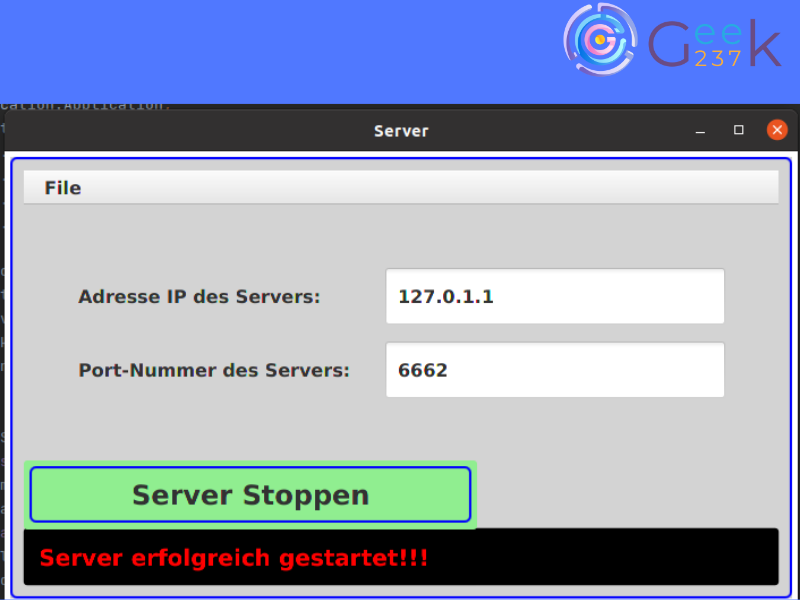 Geek
237
cation.Application.
Server
File
Adresse IP des Servers:
127.0.1.1
Port-Nummer des Servers:
6662
Server Stoppen
Server erfolgreich gestartet!!!